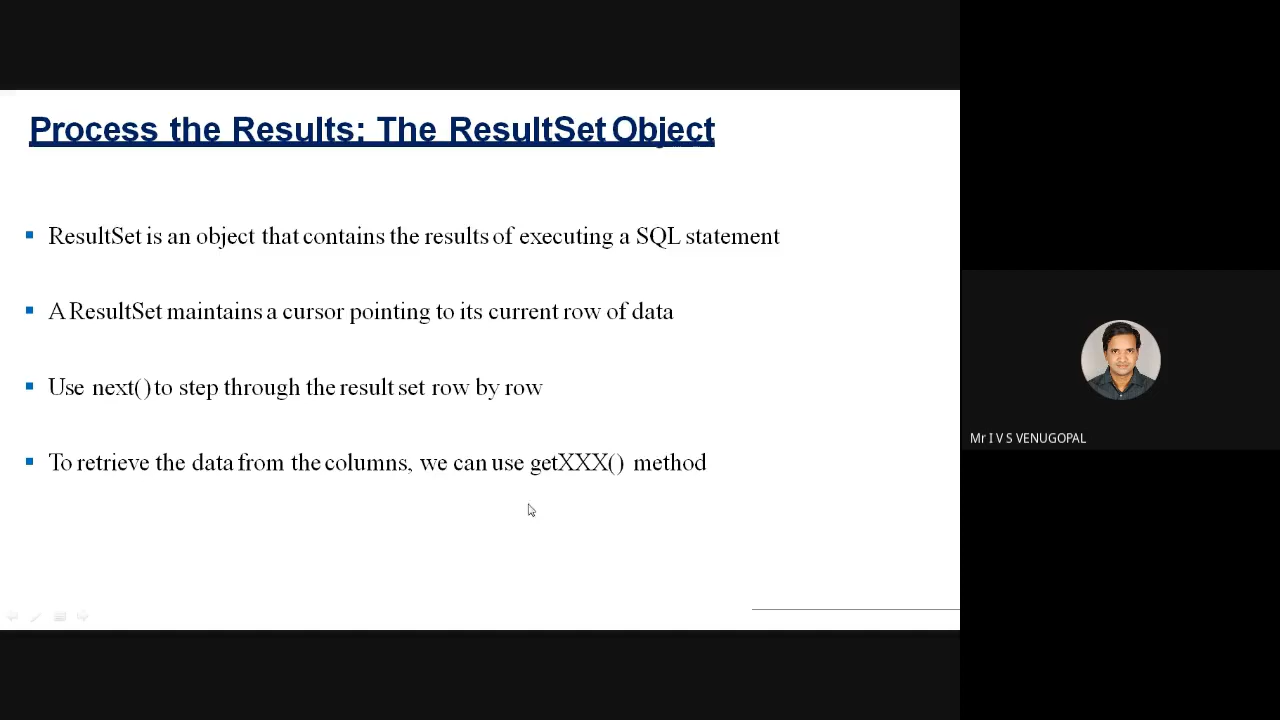 Process the Results: The ResultSet Object
ResultSet is an object that contains the results of executing a SQL statement
A ResultSet maintains a cursor pointing to its current row of data
Use next() to step through the result set row by row
To retrieve the data from the columns, we can use getXXX() method
Mr I V S VENUGOPAL